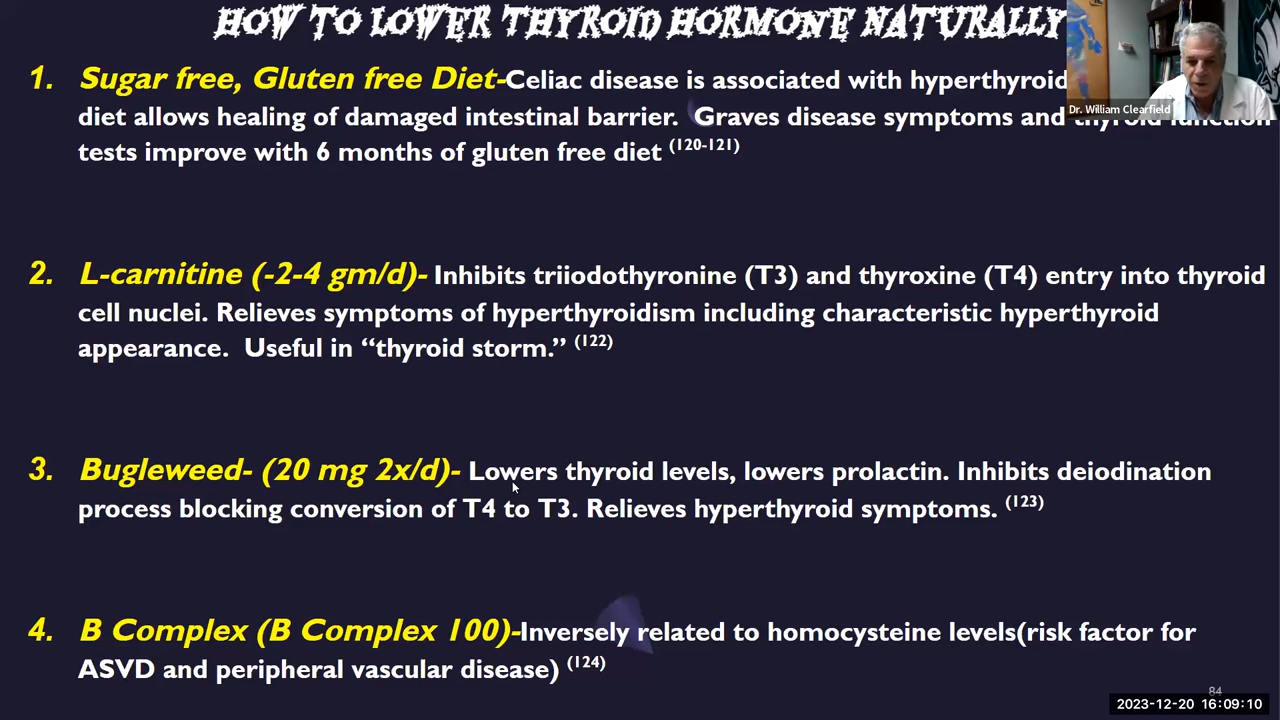 HOW TO LOWER THYROID HORMONE NATURALLY
1. Sugar free, Gluten free Diet-Celiac disease is associated with hyperthyroid
diet allows healing of damaged intestinal barrier. Graves disease symptoms and thyroid function
tests improve with 6 months of gluten free diet (120-121)
2. L-carnitine (-2-4 gm/d)- Inhibits triiodothyronine (T3) and thyroxine (T4) entry into thyroid
cell nuclei. Relieves symptoms of hyperthyroidism including characteristic hyperthyroid
appearance. Useful in “thyroid storm.” (122)
3. Bugleweed- (20 mg 2x/d)- Lowers thyroid levels, lowers prolactin. Inhibits deiodination
process blocking conversion of T4 to T3. Relieves hyperthyroid symptoms. (123)
4. B Complex (B Complex 100)-Inversely related to homocysteine levels(risk factor for
ASVD and peripheral vascular disease) (124)
Dr. William Clearfield
84
2023-12-20 16:09:10